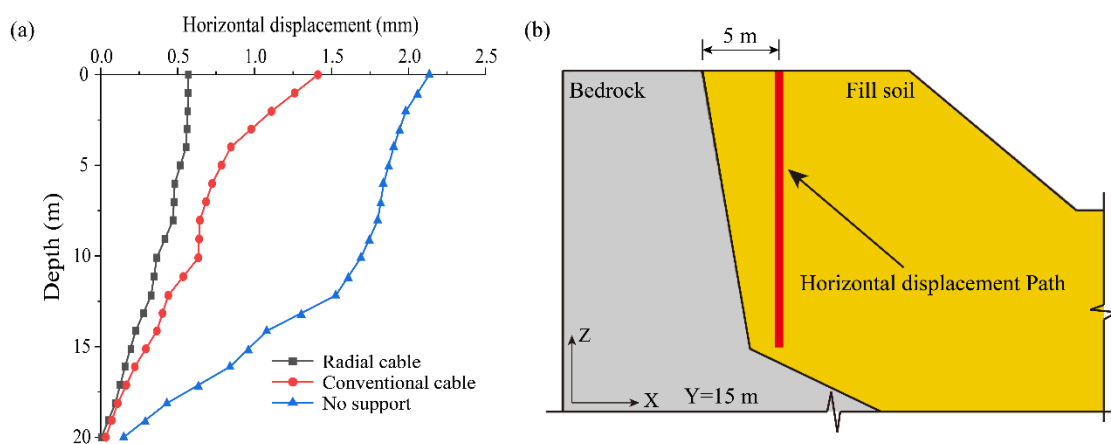 (a)
Horizontal displacement (mm)
0.0 0.5 1.0 1.5 2.0 2.5
0
5
10
15
20
Depth (m)
Radial cable
Conventional cable
No support
(b)
5 m
Bedrock
Fill soil
Horizontal displacement Path
Z
X
Y=15 m